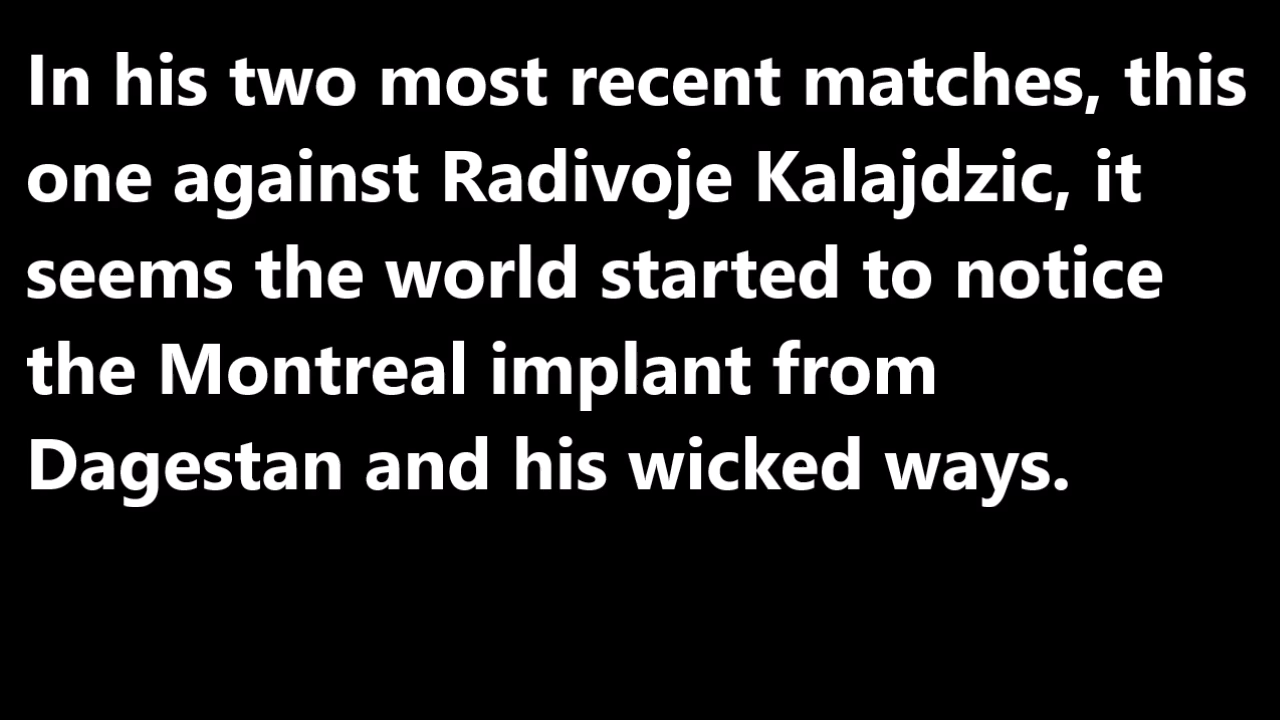 In his two most recent matches, this
one against Radivoje Kalajdzic, it
seems the world started to notice
the Montreal implant from
Dagestan and his wicked ways.